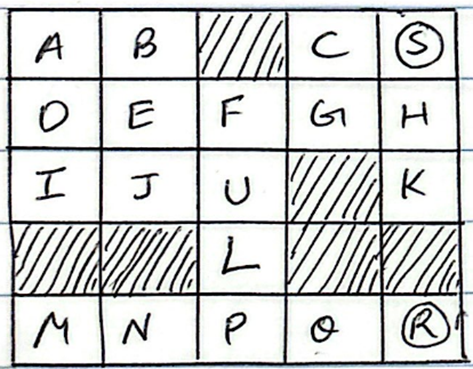 A B C S
D E F G H
I J U K
L
M N P Q R